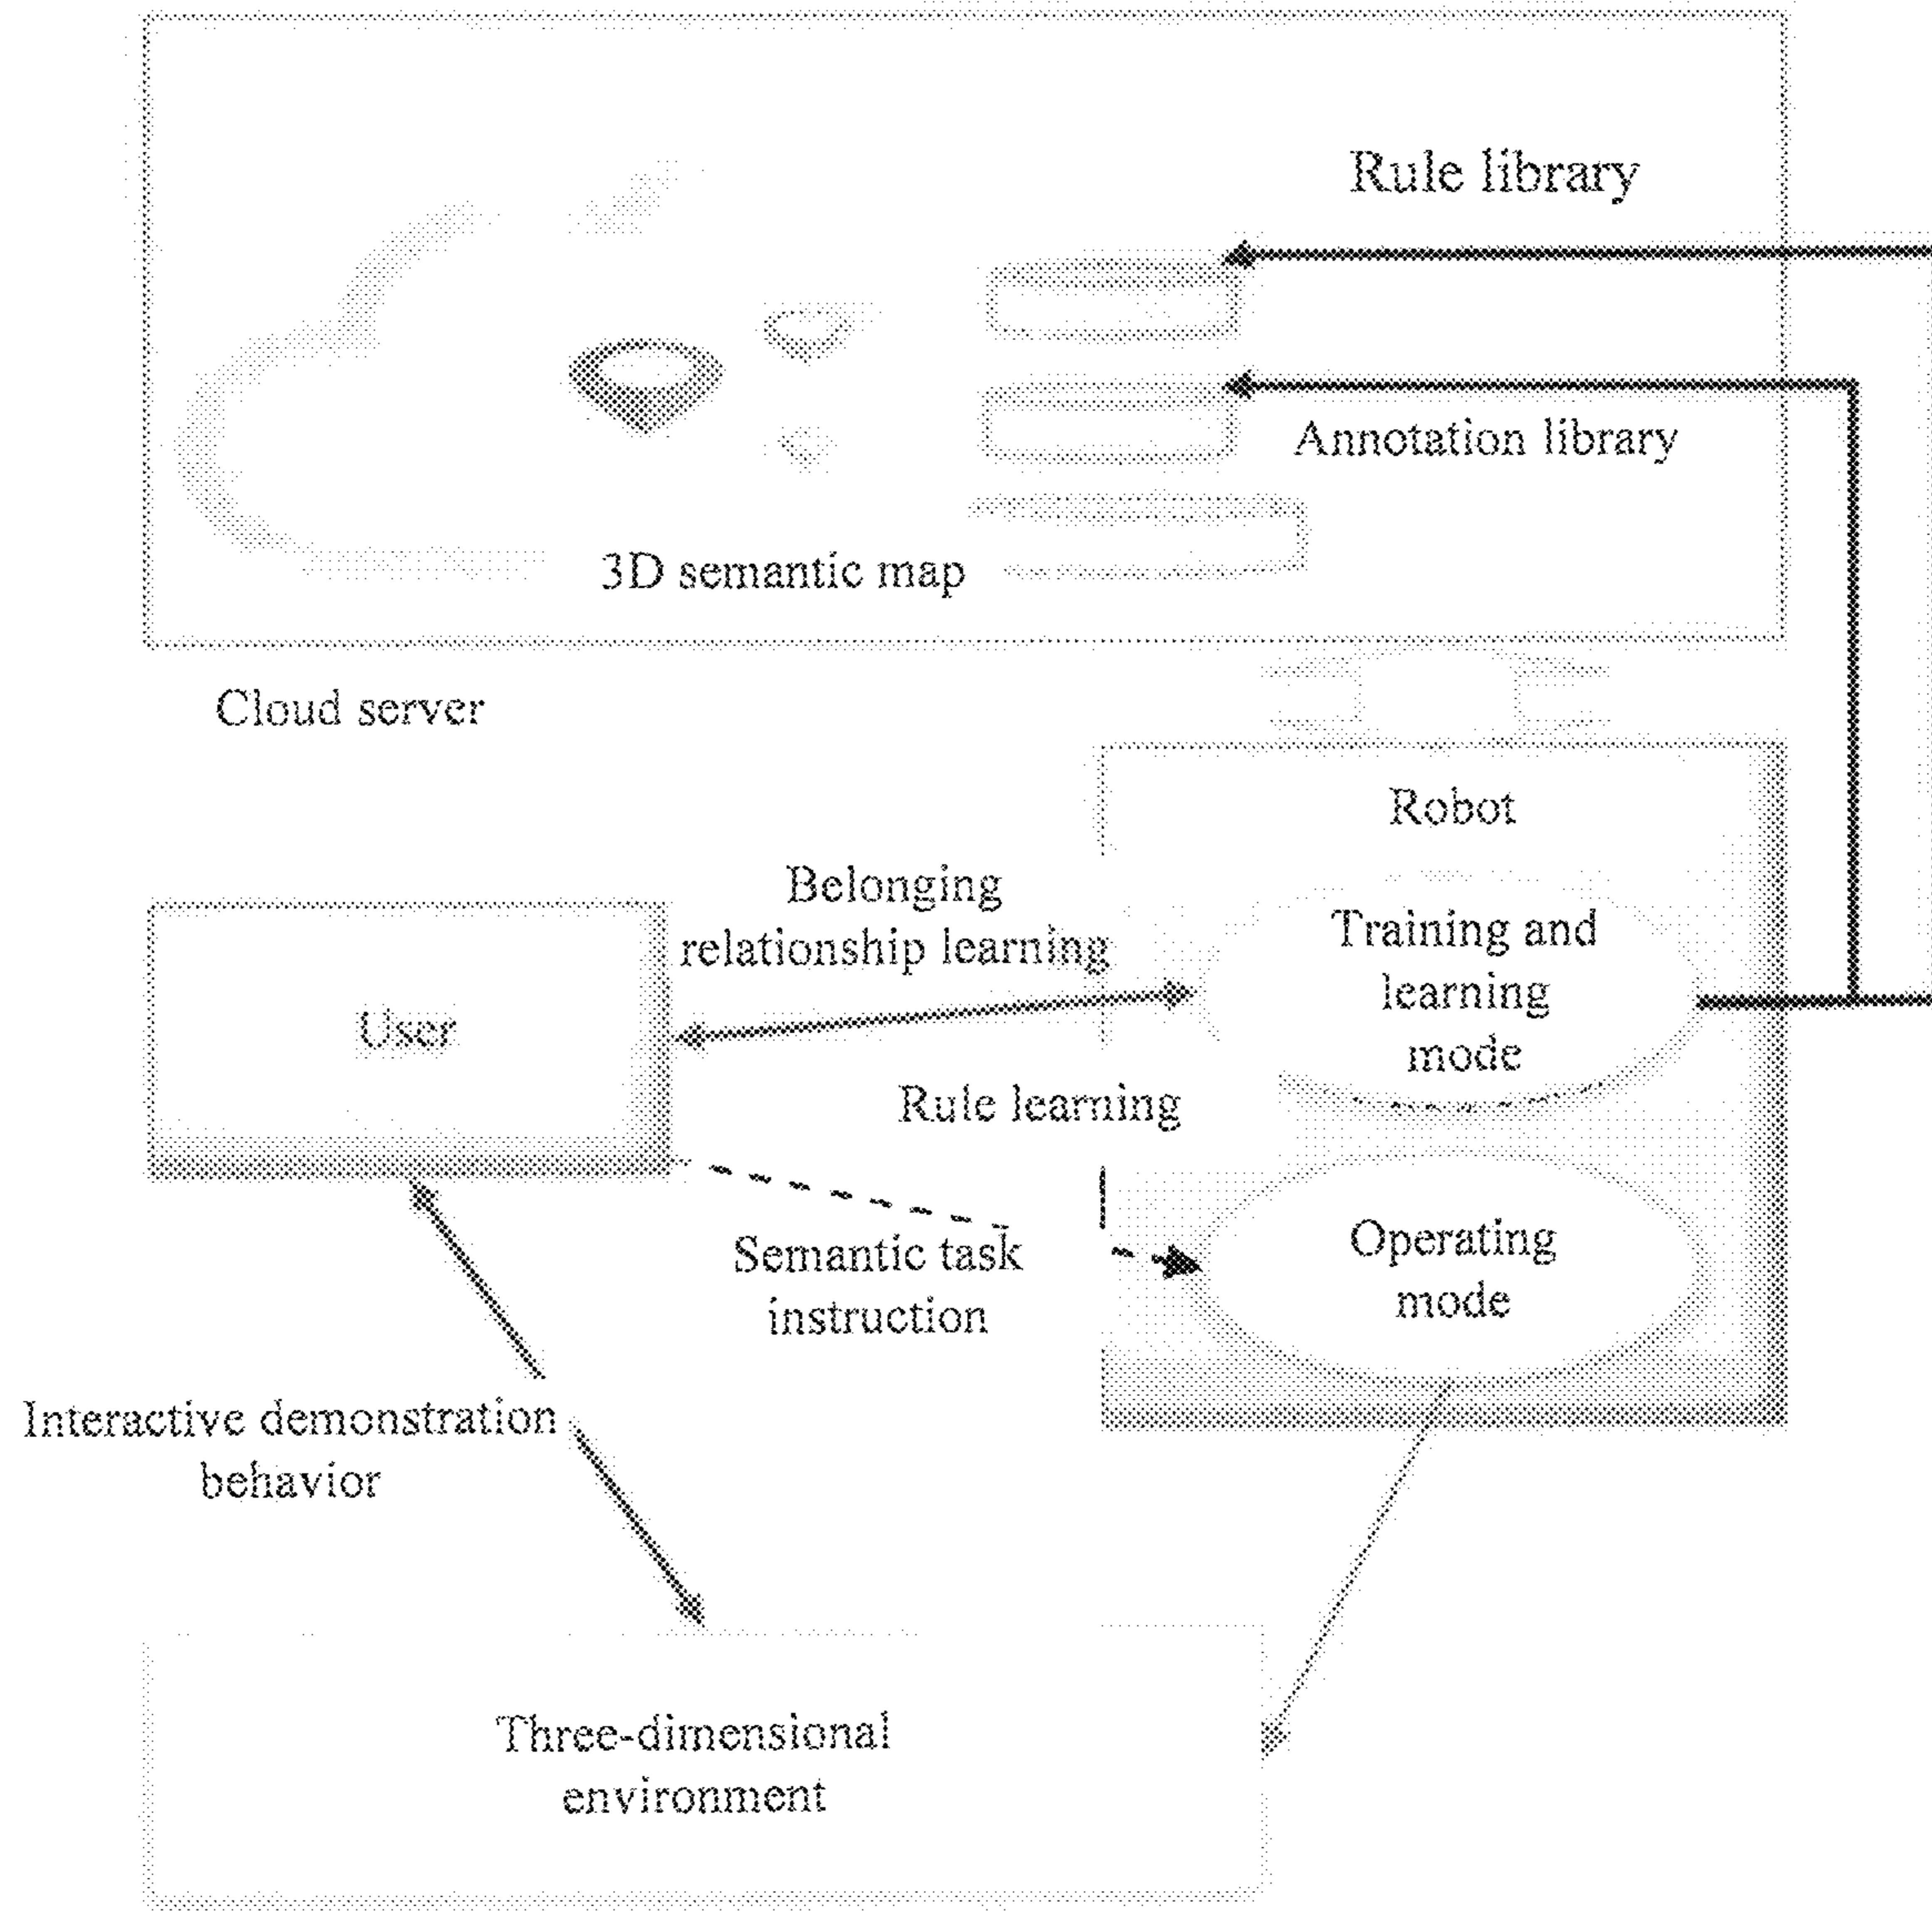 Rule library
Annotation library
3D semantic map
Cloud server
Robot
Belonging
relationship learning
Training and
learning
mode
User
Rule learning
Semantic task
instruction
Operating
mode
Interactive demonstration
behavior
Three-dimensional
environment